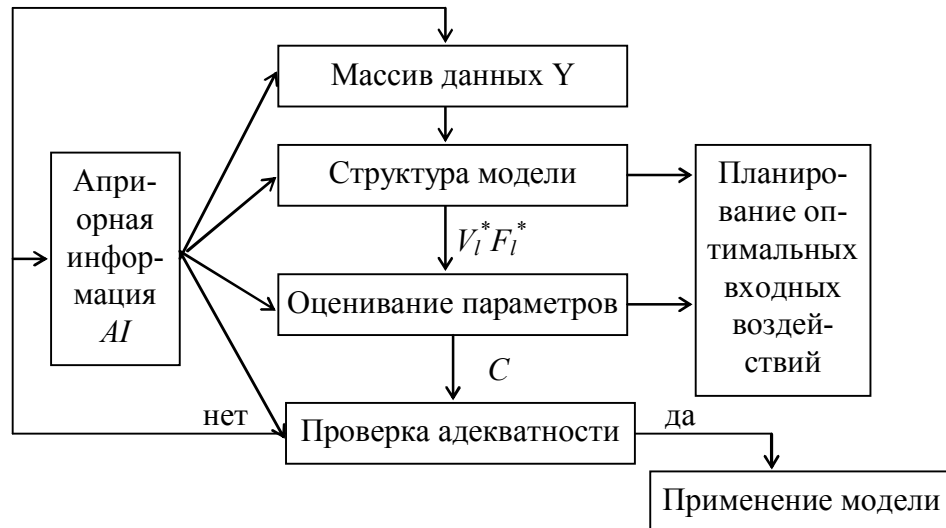 Массив данных Y
Структура модели
Апри-
орная
инфор-
мация
AI
Планиро-
вание оп-
тимальных
входных
воздей-
ствий
V_l^* F_l^*
Оценивание параметров
C
нет
Проверка адекватности
да
Применение модели